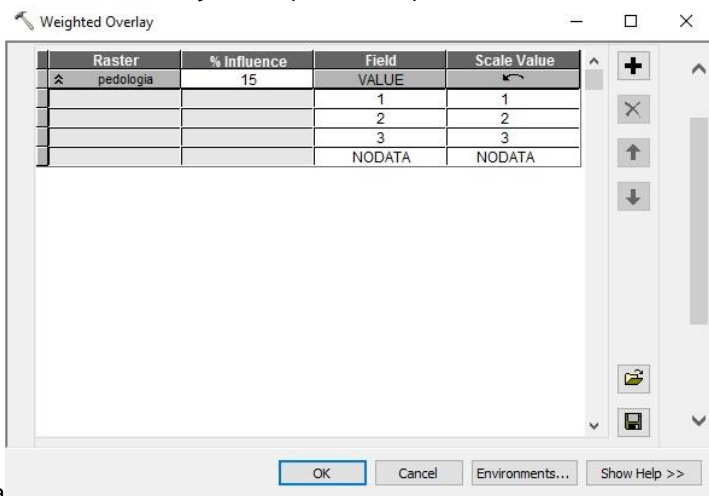 Weighted Overlay
Raster % Influence Field Scale Value
pedologia 15 VALUE
1 1
2 2
3 3
NODATA NODATA
OK Cancel Environments... Show Help >>